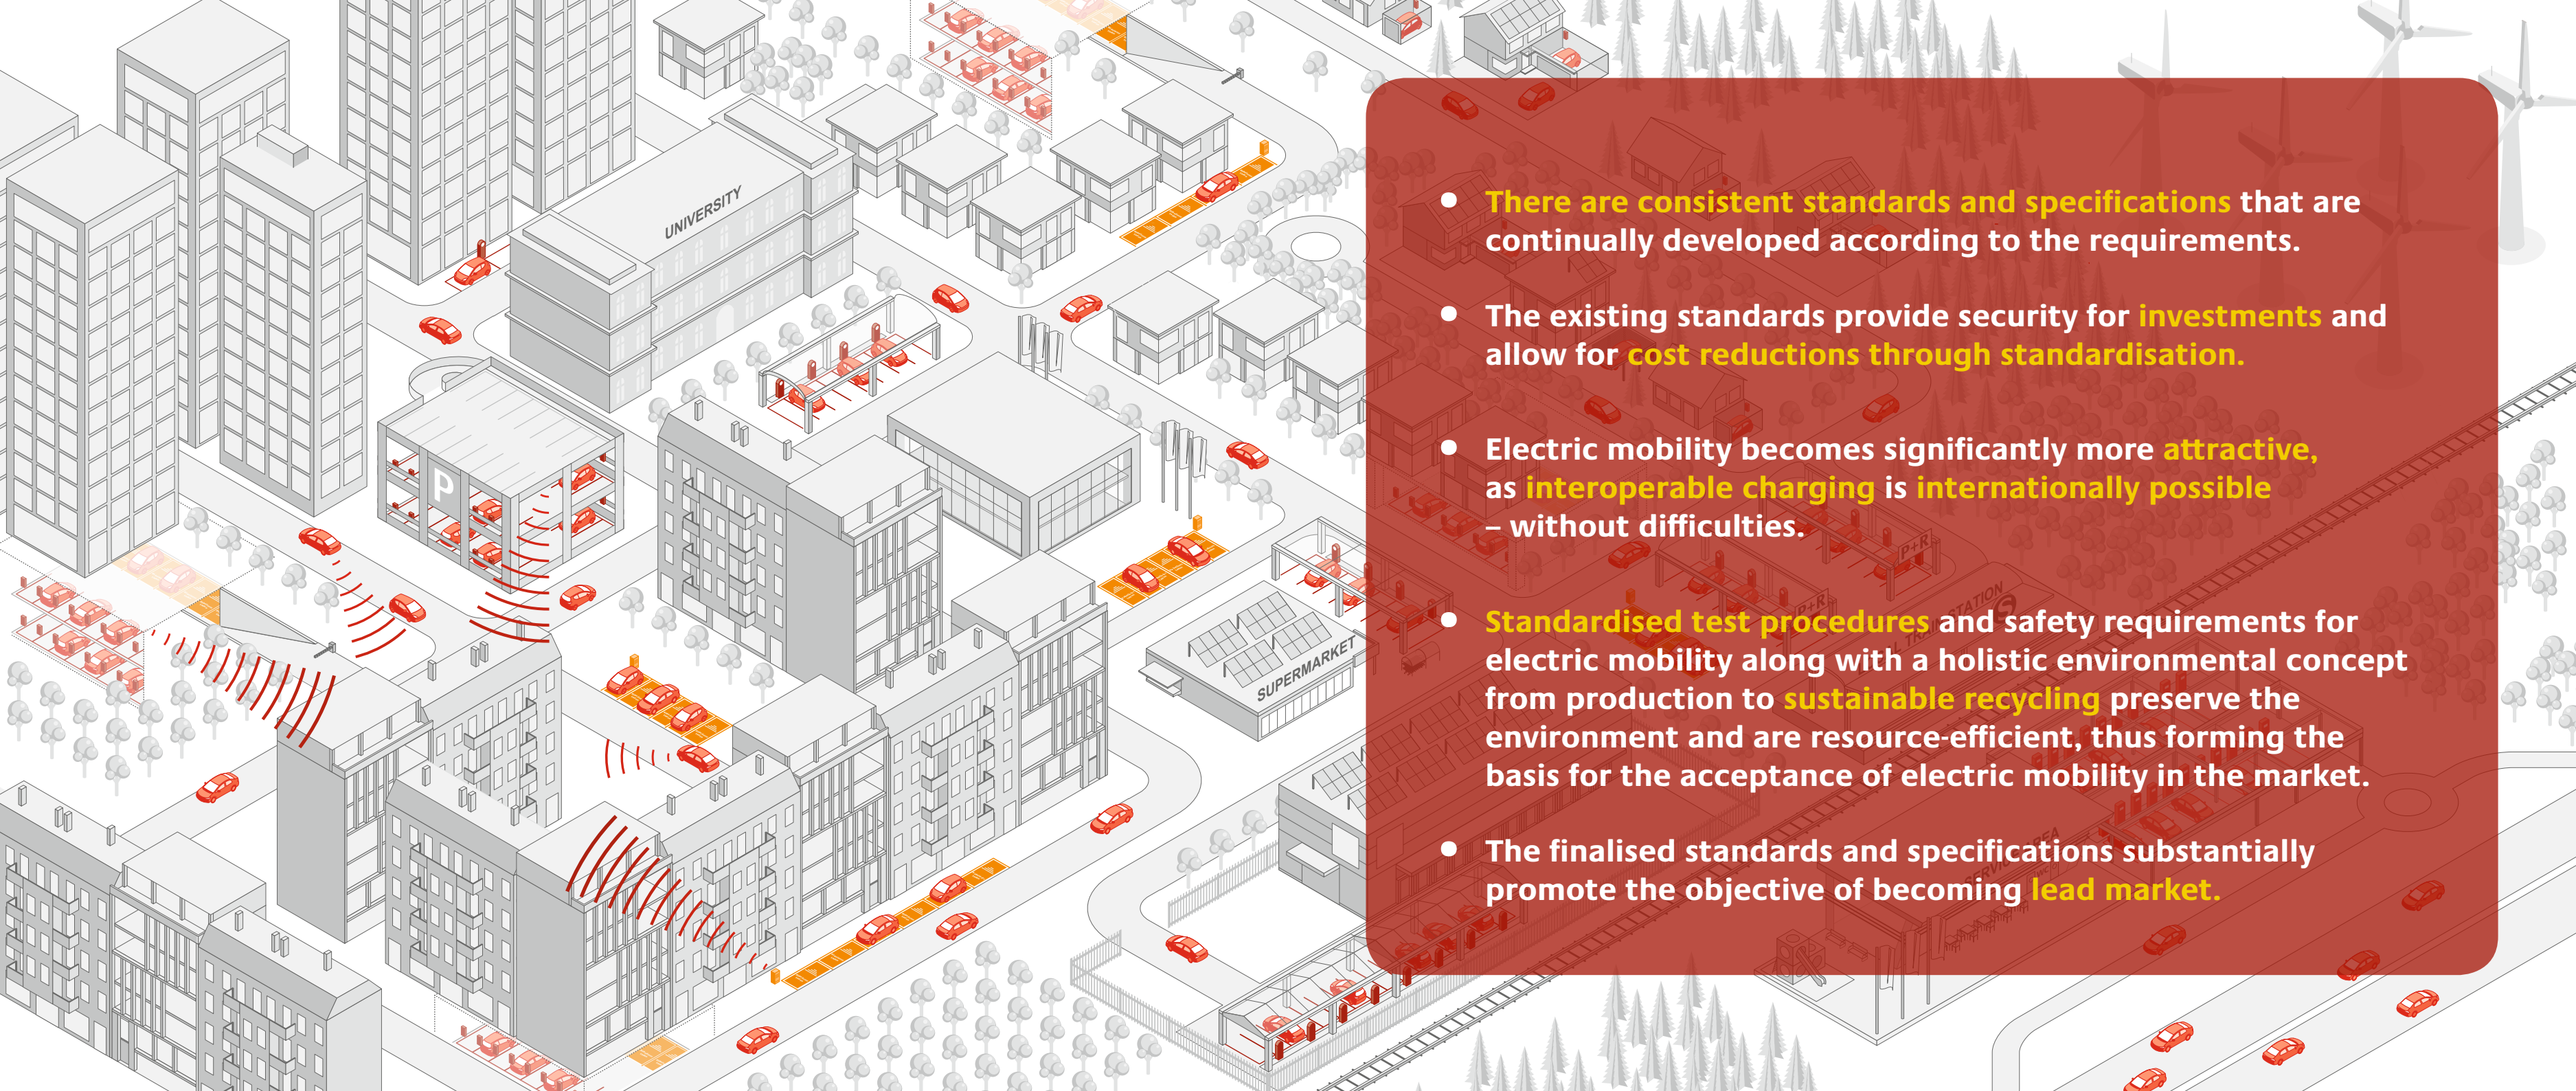 UNIVERSITY
P
SUPERMARKET
• There are consistent standards and specifications that are
continually developed according to the requirements.
• The existing standards provide security for investments and
allow for cost reductions through standardisation.
• Electric mobility becomes significantly more attractive,
as interoperable charging is internationally possible
– without difficulties.
P+R
P+R
STATION
S
• Standardised test procedures and safety requirements for
electric mobility along with a holistic environmental concept
from production to sustainable recycling preserve the
environment and are resource-efficient, thus forming the
basis for the acceptance of electric mobility in the market.
SERVICE AREA
• The finalised standards and specifications substantially
promote the objective of becoming lead market.